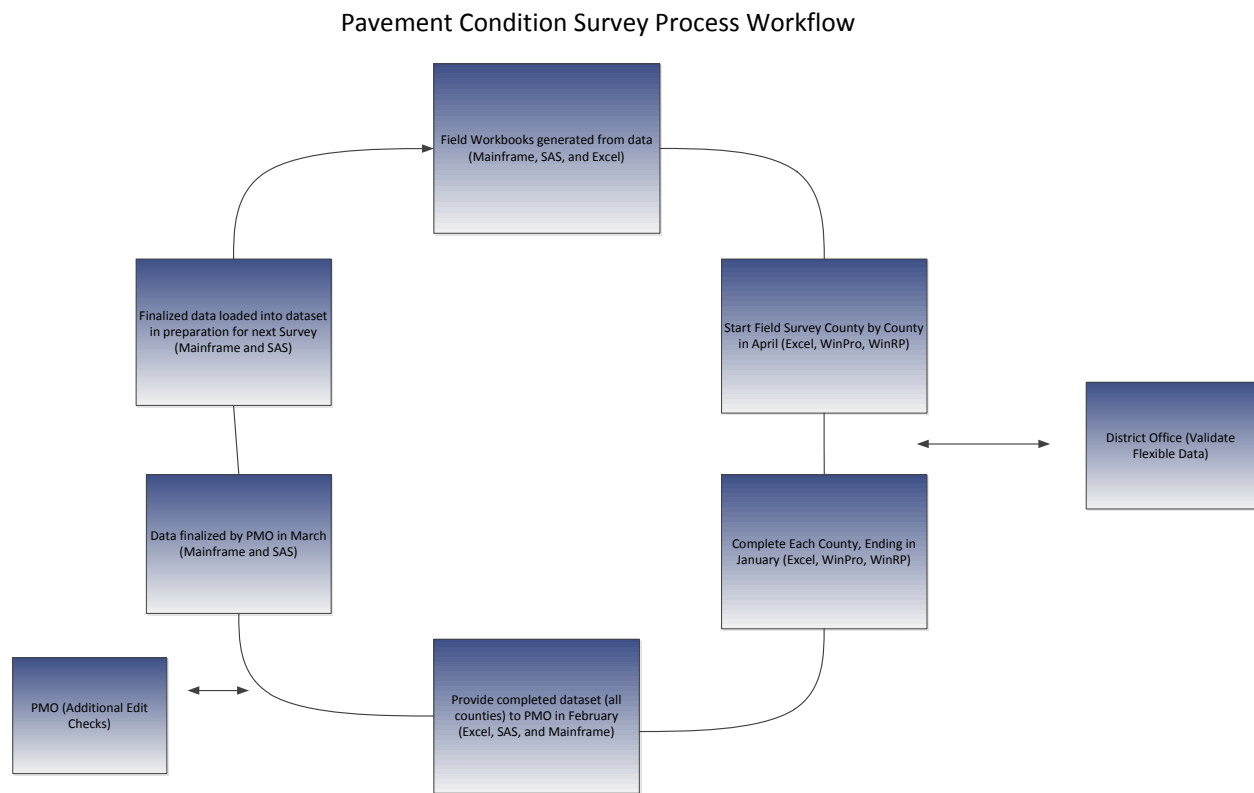 Pavement Condition Survey Process Workflow
Field Workbooks generated from data
(Mainframe, SAS, and Excel)
Finalized data loaded into dataset
in preparation for next Survey
(Mainframe and SAS)
Start Field Survey County by County
in April (Excel, WinPro, WinRP)
District Office (Validate
Flexible Data)
Data finalized by PMO in March
(Mainframe and SAS)
Complete Each County, Ending in
January (Excel, WinPro, WinRP)
PMO (Additional Edit
Checks)
Provide completed dataset (all
counties) to PMO in February
(Excel, SAS, and Mainframe)